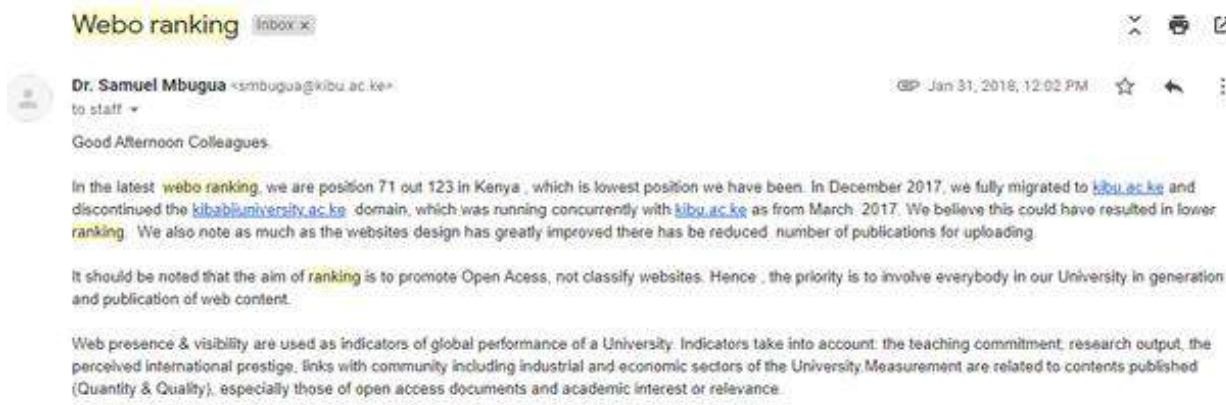 Webo ranking Inbox x
Dr. Samuel Mbugua <smbugua@kibu.ac.ke> Jan 31, 2018, 12:02 PM
to staff
Good Afternoon Colleagues.
In the latest webo ranking, we are position 71 out 123 in Kenya , which is lowest position we have been. In December 2017, we fully migrated to kibu.ac.ke and
discontinued the kibabiiuniversity.ac.ke domain, which was running concurrently with kibu.ac.ke as from March 2017. We believe this could have resulted in lower
ranking. We also note as much as the websites design has greatly improved there has be reduced number of publications for uploading.
It should be noted that the aim of ranking is to promote Open Acess, not classify websites. Hence , the priority is to involve everybody in our University in generation
and publication of web content.
Web presence & visibility are used as indicators of global performance of a University. Indicators take into account: the teaching commitment, research output, the
perceived international prestige, links with community including industrial and economic sectors of the University.Measurement are related to contents published
(Quantity & Quality), especially those of open access documents and academic interest or relevance.